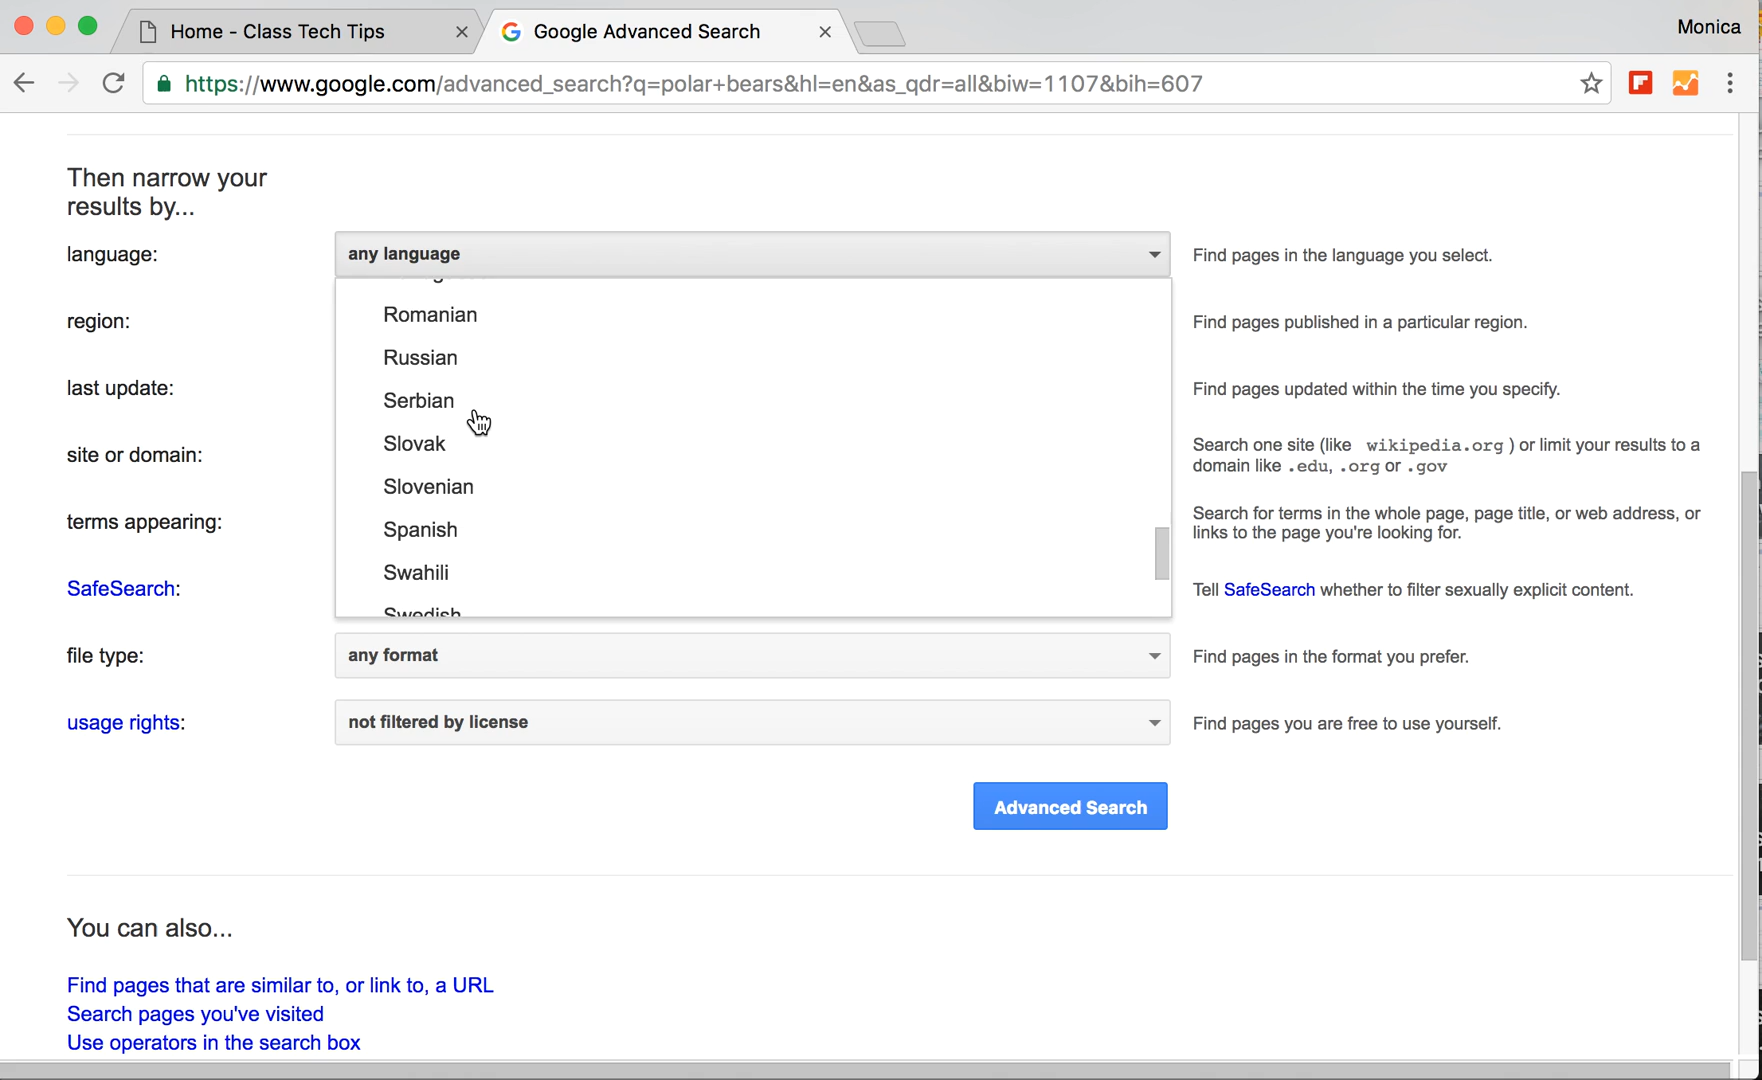 Home - Class Tech Tips
Google Advanced Search
Monica
https://www.google.com/advanced_search?q=polar+bears&hl=en&as_qdr=all&biw=1107&bih=607
Then narrow your
results by...
language:
any language
Find pages in the language you select.
Romanian
region:
Find pages published in a particular region.
Russian
last update:
Find pages updated within the time you specify.
Serbian
Slovak
site or domain:
Search one site (like wikipedia.org ) or limit your results to a
domain like .edu, .org or .gov
Slovenian
terms appearing:
Search for terms in the whole page, page title, or web address, or
links to the page you're looking for.
Spanish
Swahili
SafeSearch:
Tell SafeSearch whether to filter sexually explicit content.
Swedish
file type:
any format
Find pages in the format you prefer.
usage rights:
not filtered by license
Find pages you are free to use yourself.
Advanced Search
You can also...
Find pages that are similar to, or link to, a URL
Search pages you've visited
Use operators in the search box